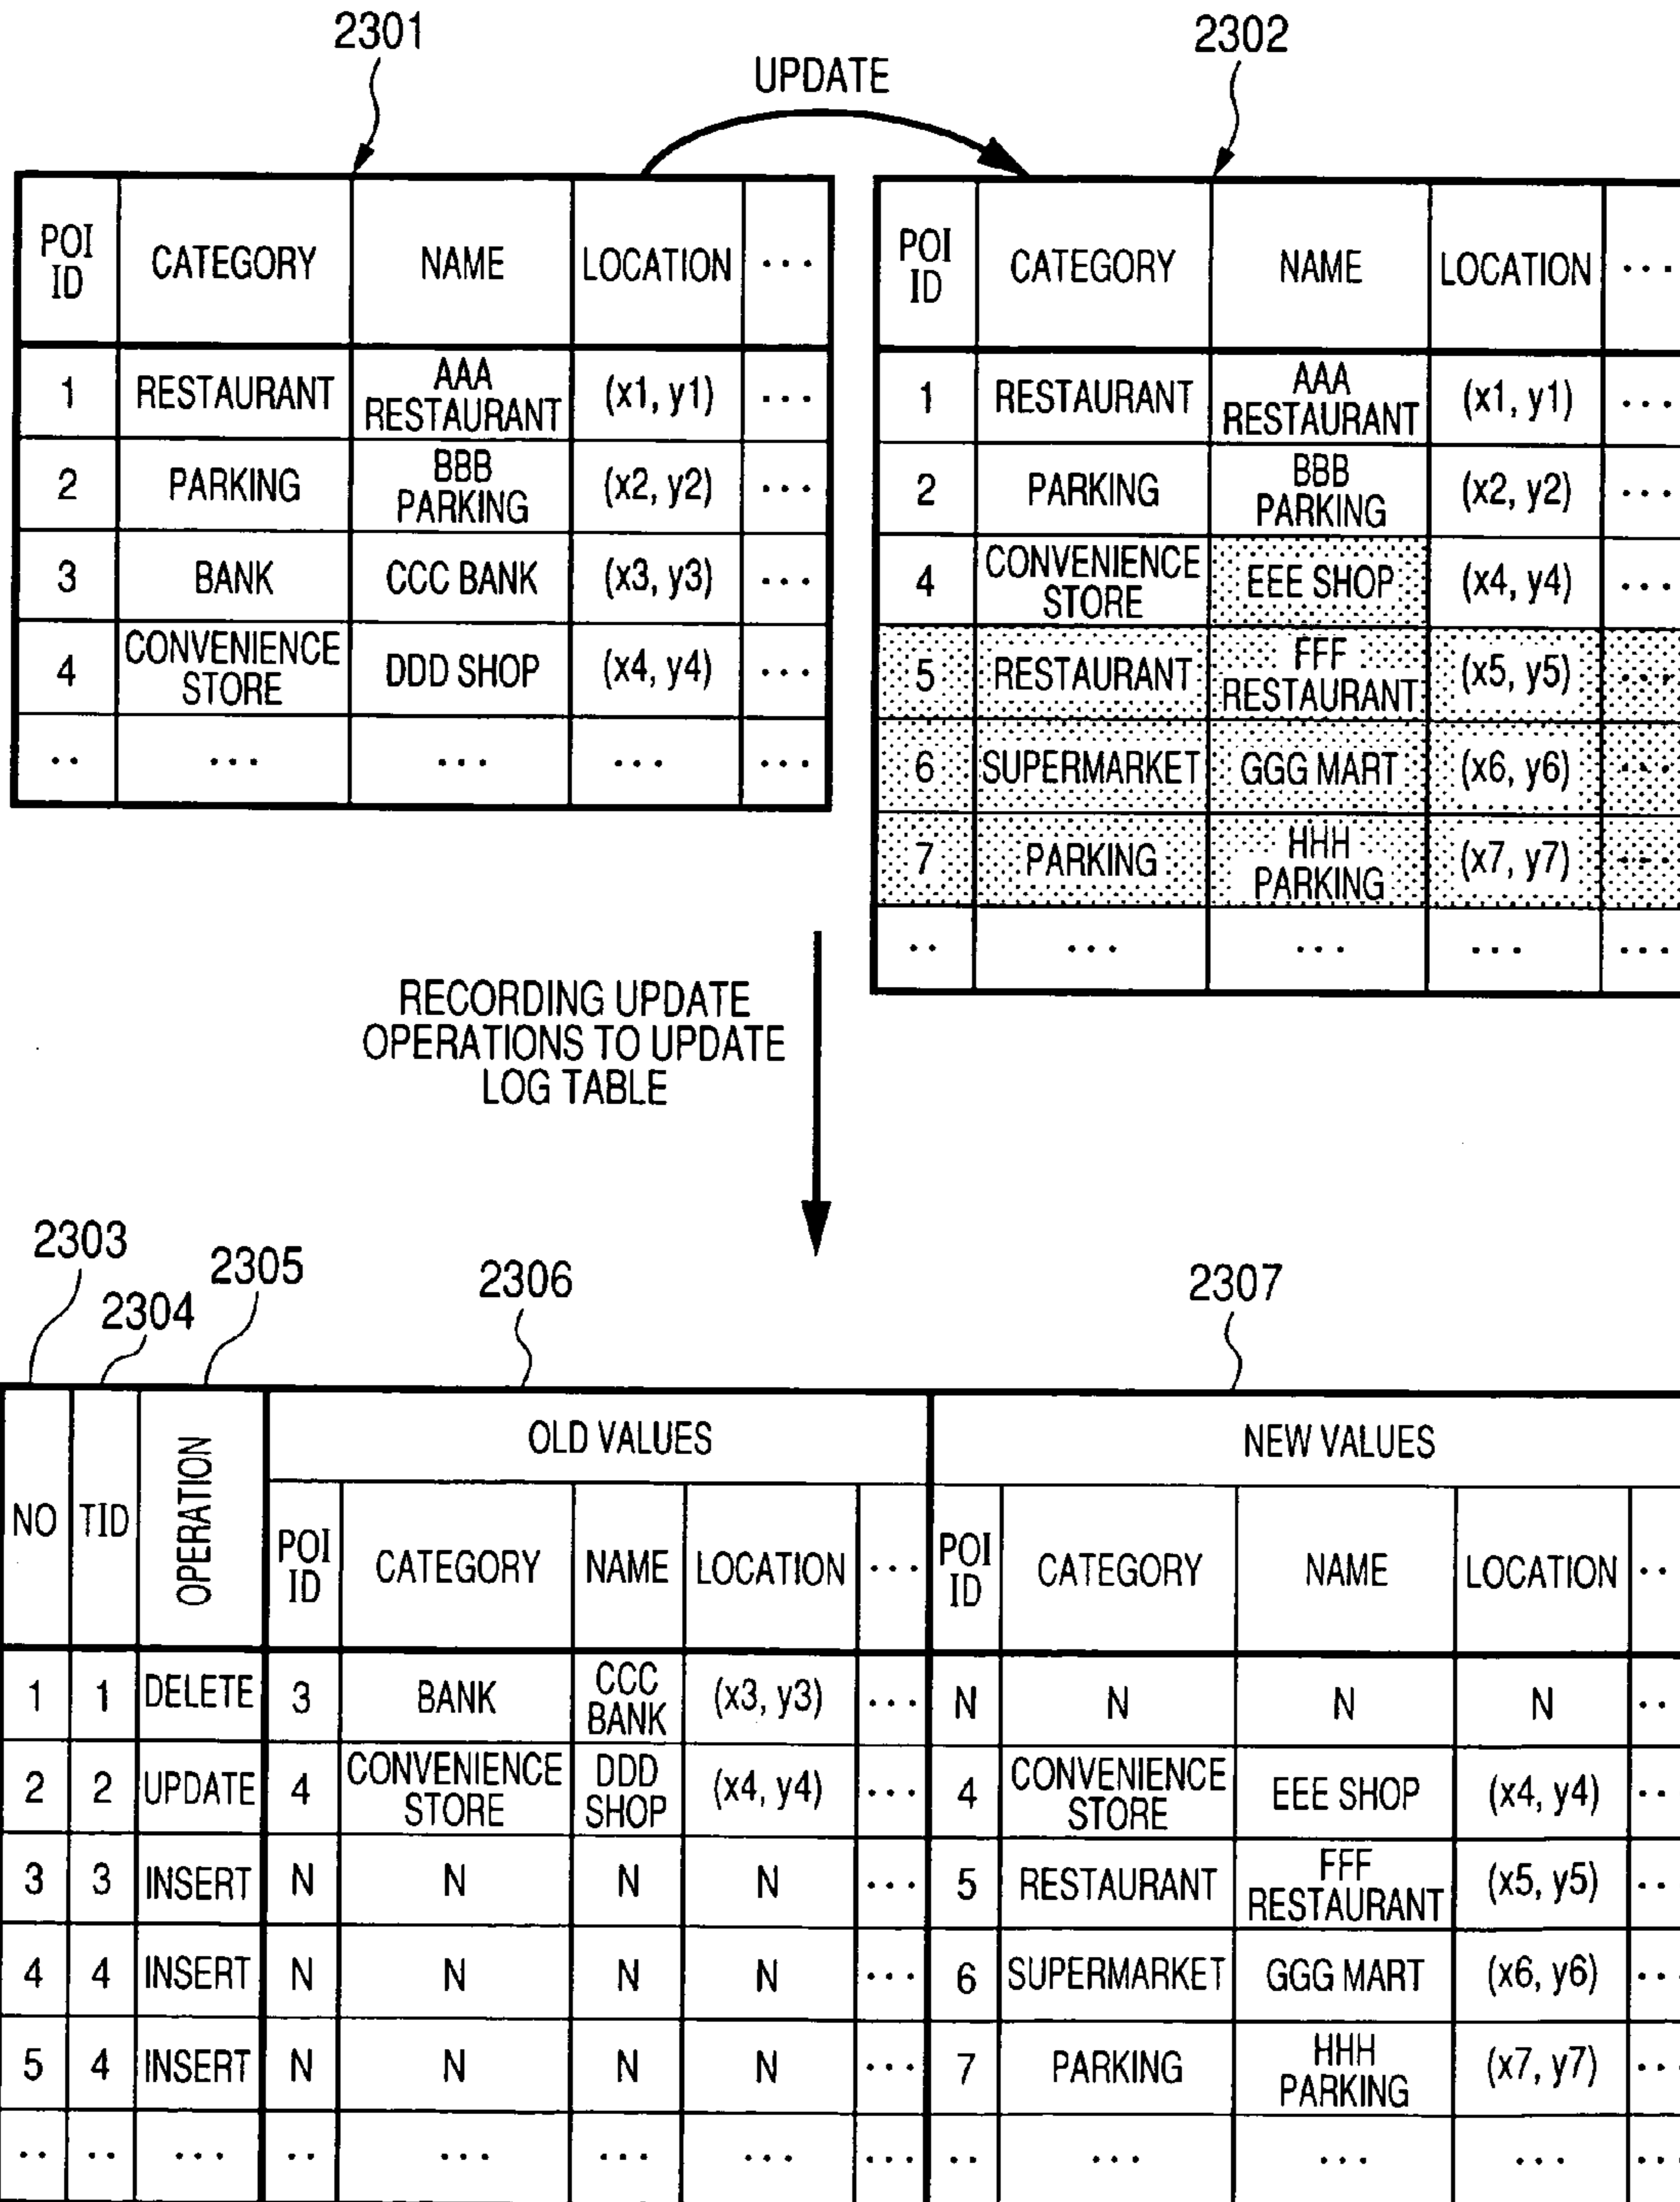 2301
2302
UPDATE
POI ID CATEGORY NAME LOCATION ...
1 RESTAURANT AAA RESTAURANT (x1, y1) ...
2 PARKING BBB PARKING (x2, y2) ...
3 BANK CCC BANK (x3, y3) ...
4 CONVENIENCE STORE DDD SHOP (x4, y4) ...
.. ... ... ... ...
POI ID CATEGORY NAME LOCATION ...
1 RESTAURANT AAA RESTAURANT (x1, y1) ...
2 PARKING BBB PARKING (x2, y2) ...
4 CONVENIENCE STORE EEE SHOP (x4, y4) ...
5 RESTAURANT FFF RESTAURANT (x5, y5) ...
6 SUPERMARKET GGG MART (x6, y6) ...
7 PARKING HHH PARKING (x7, y7) ...
.. ... ... ... ...
RECORDING UPDATE
OPERATIONS TO UPDATE
LOG TABLE
2303
2304
2305
2306
2307
NO TID OPERATION OLD VALUES NEW VALUES
POI ID CATEGORY NAME LOCATION ... POI ID CATEGORY NAME LOCATION ..
1 1 DELETE 3 BANK CCC BANK (x3, y3) ... N N N N ..
2 2 UPDATE 4 CONVENIENCE STORE DDD SHOP (x4, y4) ... 4 CONVENIENCE STORE EEE SHOP (x4, y4) ..
3 3 INSERT N N N N ... 5 RESTAURANT FFF RESTAURANT (x5, y5) ..
4 4 INSERT N N N N ... 6 SUPERMARKET GGG MART (x6, y6) ...
5 4 INSERT N N N N ... 7 PARKING HHH PARKING (x7, y7) ...
.. .. ... .. ... ... ... ... .. ... ... ... ...